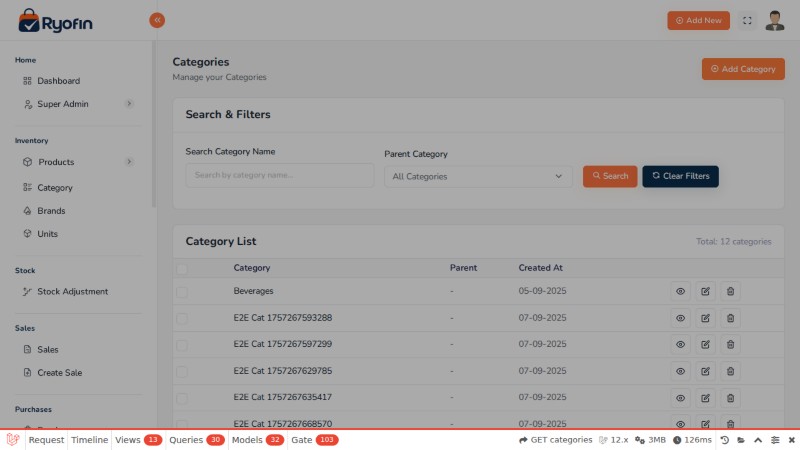 Ryofin
Add New
Home
Dashboard
Super Admin
Inventory
Products
Category
Brands
Units
Stock
Stock Adjustment
Sales
Sales
Create Sale
Purchases
Categories
Manage your Categories
Add Category
Search & Filters
Search Category Name
Parent Category
Search by category name...
All Categories
Search
Clear Filters
Category List
Total: 12 categories
Category Parent Created At
Beverages - 05-09-2025
E2E Cat 1757267593288 - 07-09-2025
E2E Cat 1757267597299 - 07-09-2025
E2E Cat 1757267629785 - 07-09-2025
E2E Cat 1757267635417 - 07-09-2025
E2E Cat 1757267668570 - 07-09-2025
Request Timeline Views 13 Queries 30 Models 32 Gate 103 GET categories 12.x 3MB 126ms